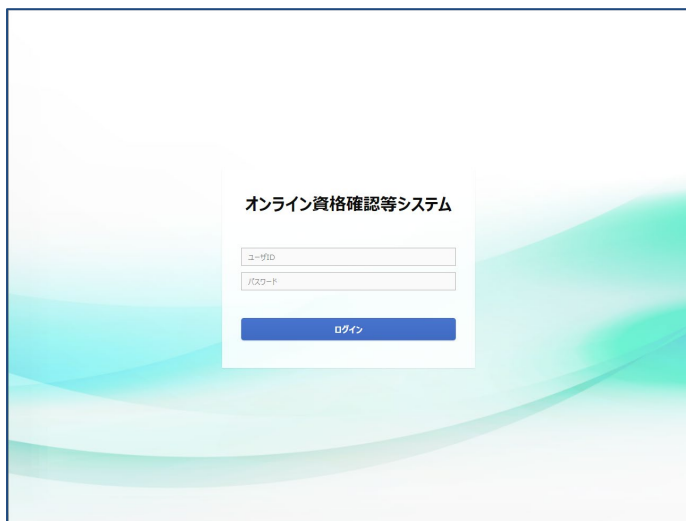 オンライン資格確認等システム
ユーザID
パスワード
ログイン